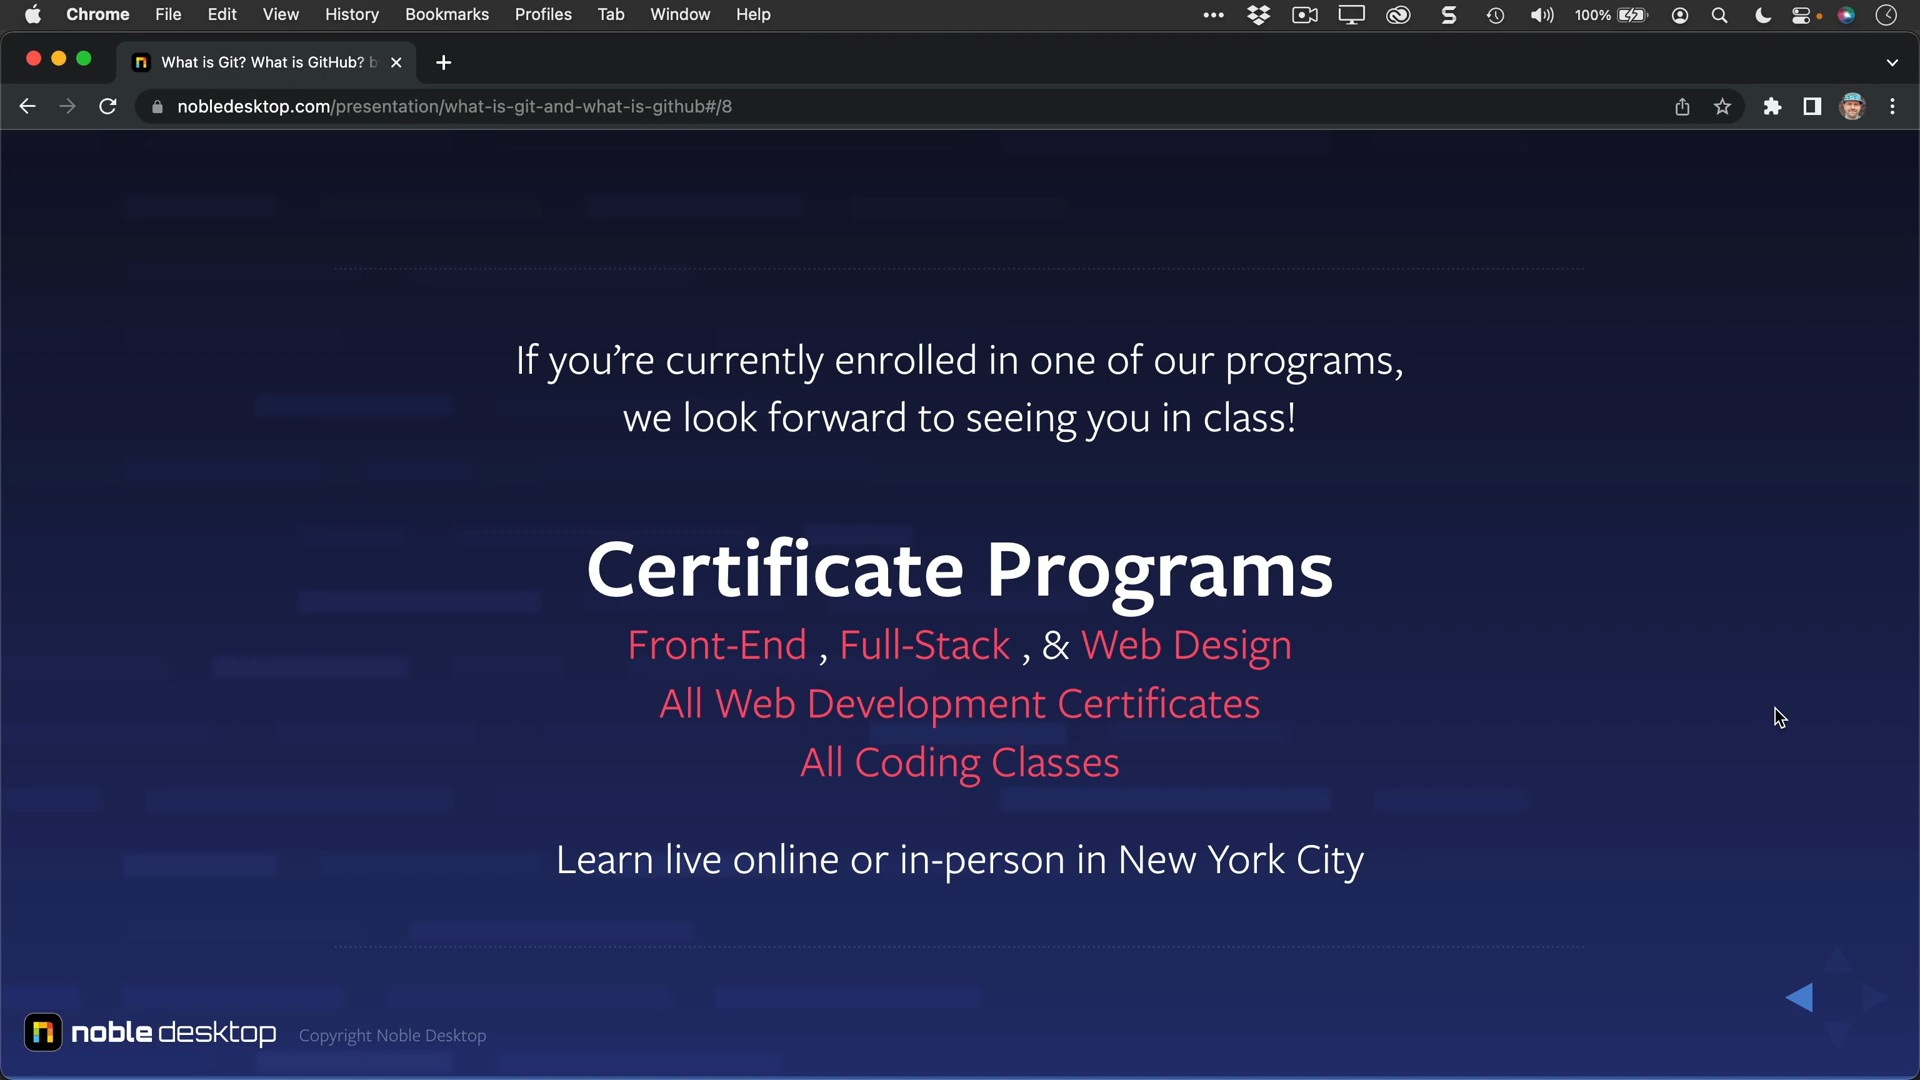 Chrome File Edit View History Bookmarks Profiles Tab Window Help 100%
What is Git? What is GitHub?
nobledesktop.com/presentation/what-is-git-and-what-is-github#/8
If you’re currently enrolled in one of our programs,
we look forward to seeing you in class!
Certificate Programs
Front-End , Full-Stack , & Web Design
All Web Development Certificates
All Coding Classes
Learn live online or in-person in New York City
noble desktop Copyright Noble Desktop